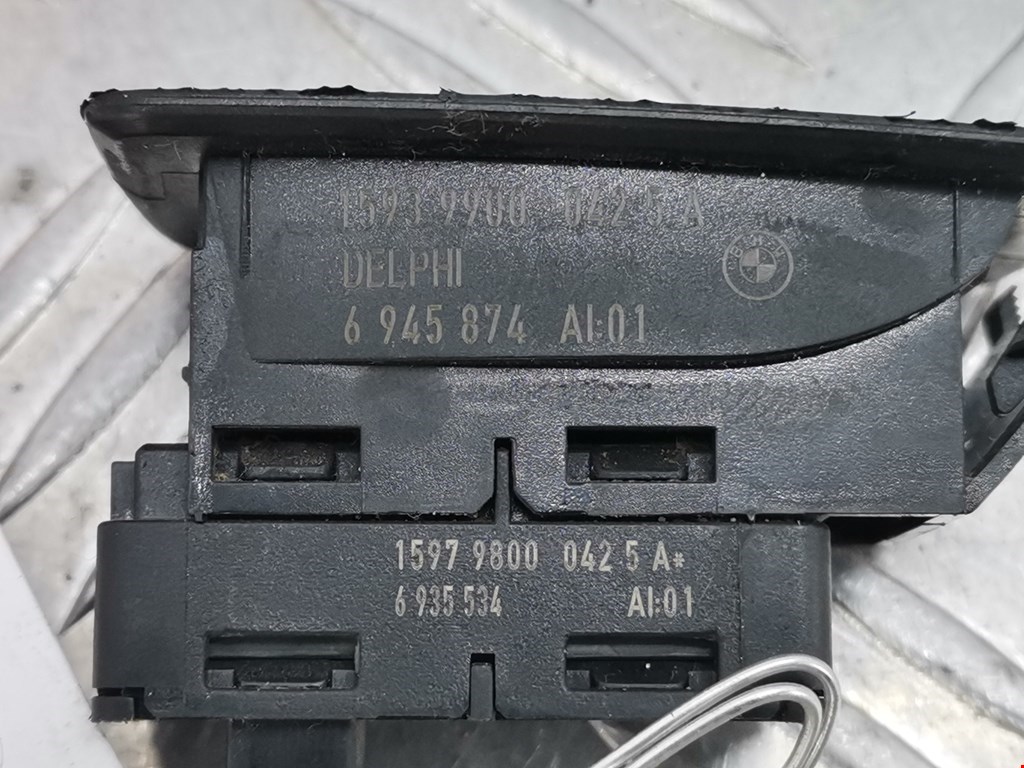 1593 9900 042 5 A
DELPHI
6 945 874 AI:01
1597 9800 042 5 A*
6 935 534 AI:01